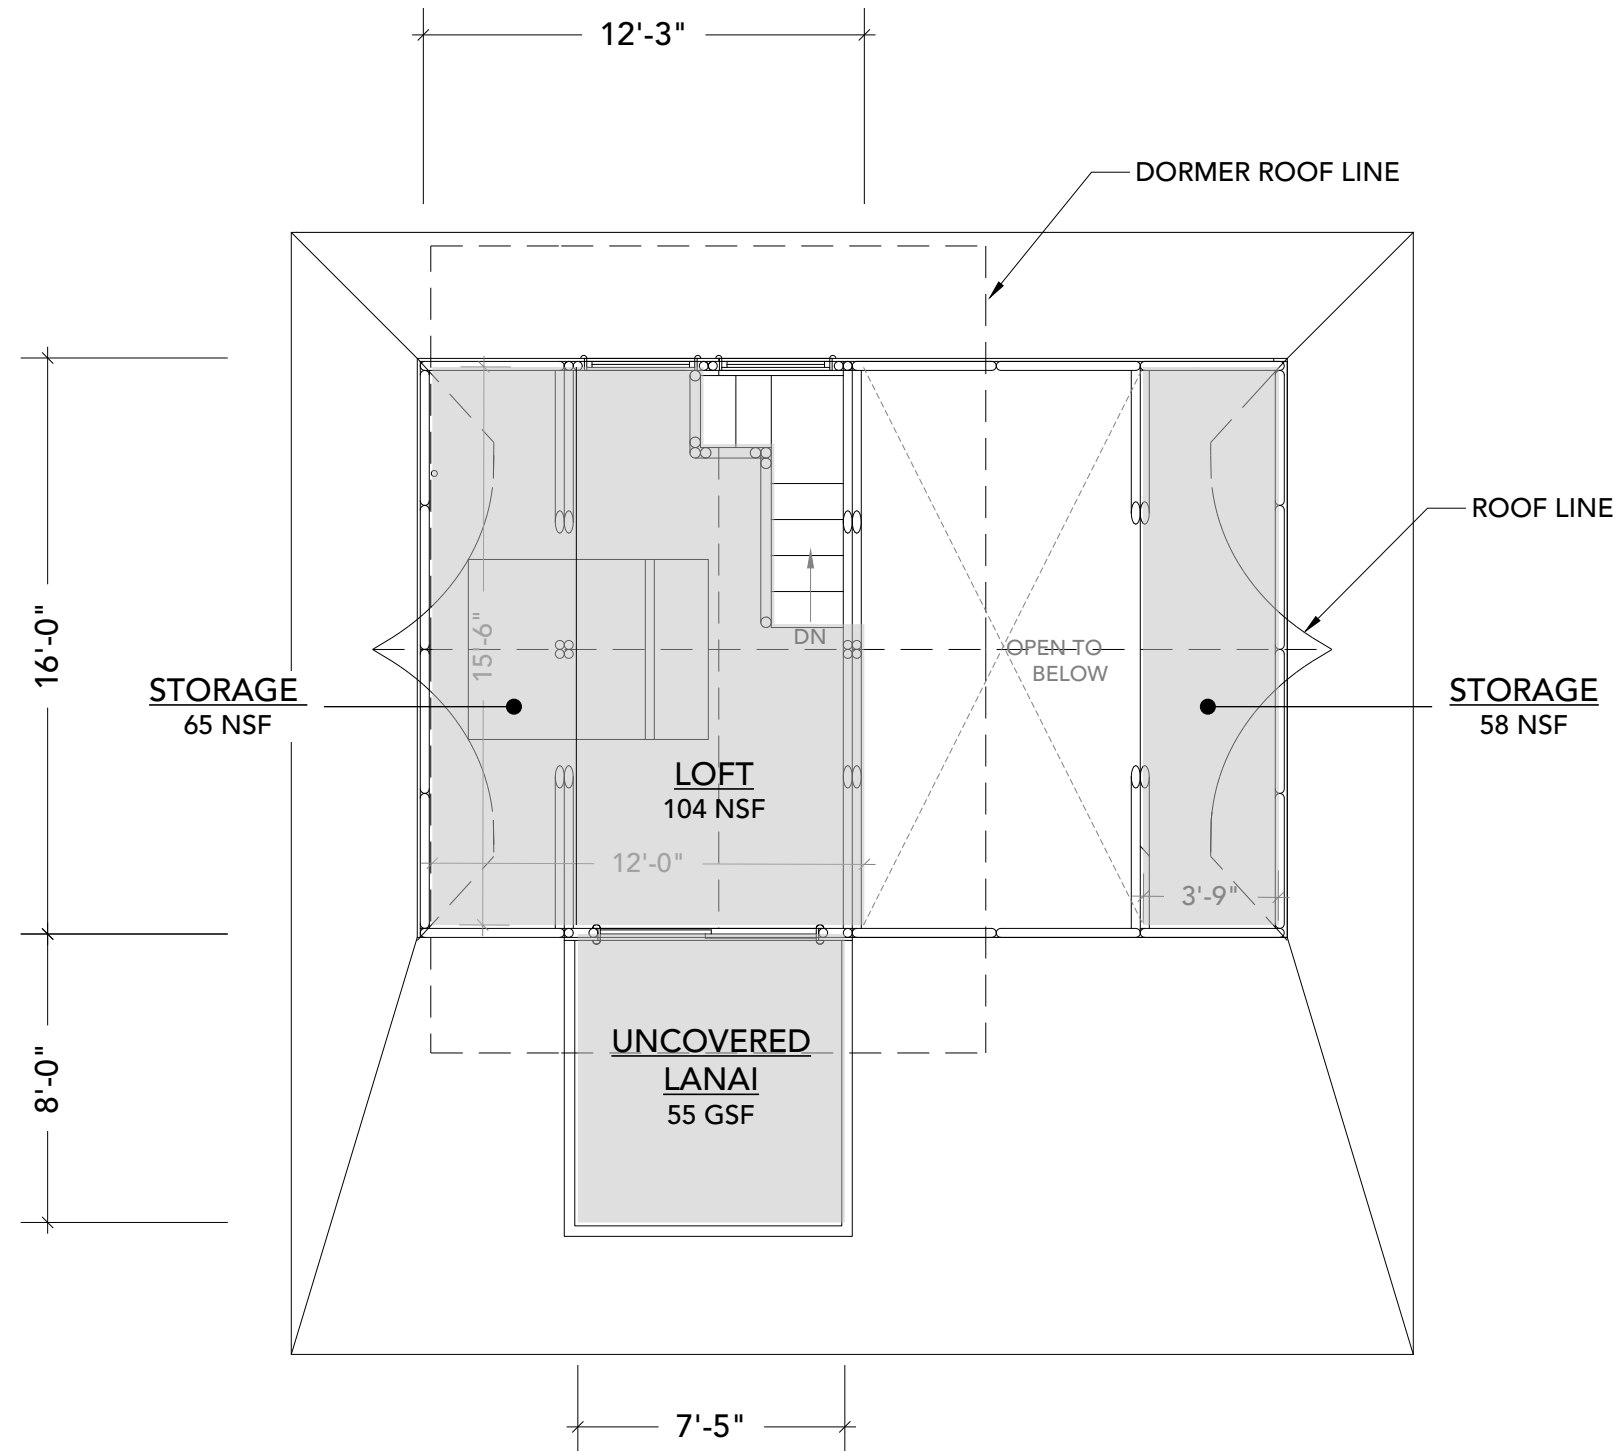 12'-3"
DORMER ROOF LINE
ROOF LINE
16'-0"
15'-6"
DN
OPEN TO
BELOW
STORAGE
65 NSF
STORAGE
58 NSF
LOFT
104 NSF
12'-0"
3'-9"
8'-0"
UNCOVERED
LANAI
55 GSF
7'-5"